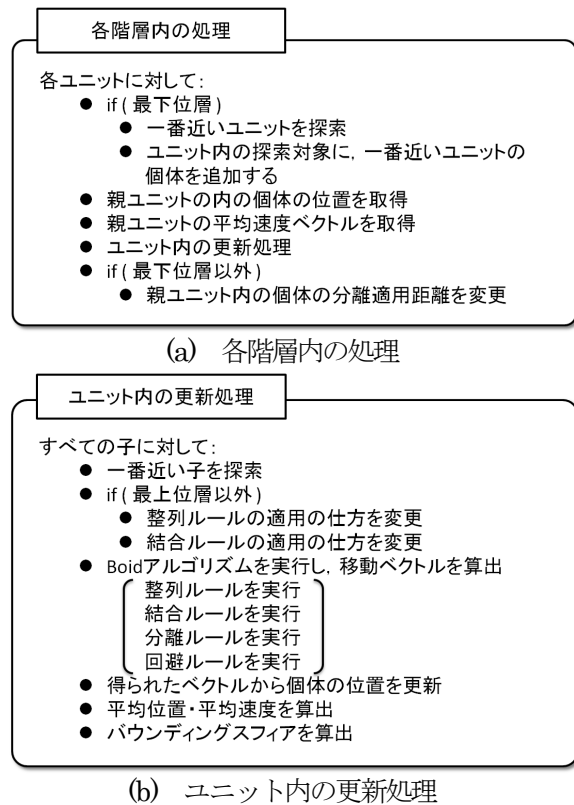 各階層内の処理
各ユニットに対して:
● if ( 最下位層 )
● 一番近いユニットを探索
● ユニット内の探索対象に，一番近いユニットの
個体を追加する
● 親ユニットの内の個体の位置を取得
● 親ユニットの平均速度ベクトルを取得
● ユニット内の更新処理
● if ( 最下位層以外 )
● 親ユニット内の個体の分離適用距離を変更
(a) 各階層内の処理
ユニット内の更新処理
すべての子に対して:
● 一番近い子を探索
● if ( 最上位層以外 )
● 整列ルールの適用の仕方を変更
● 結合ルールの適用の仕方を変更
● Boidアルゴリズムを実行し，移動ベクトルを算出
整列ルールを実行
結合ルールを実行
分離ルールを実行
回避ルールを実行
● 得られたベクトルから個体の位置を更新
● 平均位置・平均速度を算出
● バウンディングスフィアを算出
(b) ユニット内の更新処理